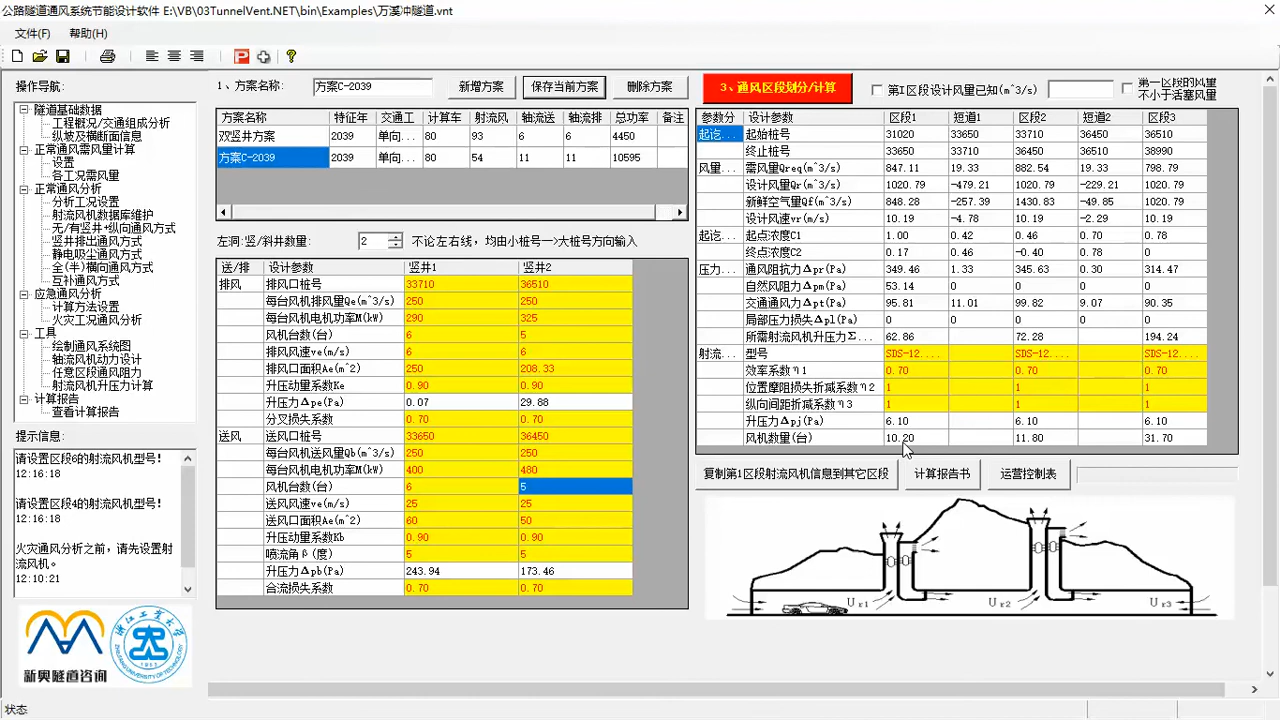 公路隧道通风系统节能设计软件 E:\VB\03TunnelVent.NET\bin\Examples\万溪冲隧道.vnt
文件(F) 帮助(H)
操作导航:
隧道基础数据
工程概况/交通组成分析
纵坡及横断面信息
正常通风需风量计算
设置
各工况需风量
正常通风分析
分析工况设置
射流风机数据库维护
无/有竖井+纵向通风方式
竖井排出通风方式
静电吸尘通风方式
全(半)横向通风方式
互补通风方式
应急通风分析
计算方法设置
火灾工况通风分析
工具
绘制通风系统图
轴流风机动力设计
任意区段通风阻力
射流风机升压力计算
计算报告
查看计算报告
提示信息:
请设置区段6的射流风机型号!
12:16:18
请设置区段4的射流风机型号!
12:16:18
火灾通风分析之前，请先设置射
流风机。
12:10:21
新奥隧道咨询
状态
1、方案名称: 方案C-2039 新增方案 保存当前方案 删除方案
方案名称 特征年 交通工 计算车 射流风 轴流送 轴流排 总功率 备注
双竖井方案 2039 单向... 80 93 6 6 4450
方案C-2039 2039 单向... 80 54 11 11 10595
左洞:竖/斜井数量: 2 不论左右线，均由小桩号—>大桩号方向输入
送/排 设计参数 竖井1 竖井2
排风 排风口桩号 33710 36510
每台风机排风量Qe(m^3/s) 250 250
每台风机电机功率M(kW) 290 325
风机台数(台) 6 5
排风风速ve(m/s) 6 6
排风口面积Ae(m^2) 250 208.33
升压动量系数Ke 0.90 0.90
升压力Δpe(Pa) 0.07 29.88
分叉损失系数 0.70 0.70
送风 送风口桩号 33650 36450
每台风机送风量Qb(m^3/s) 250 250
每台风机电机功率M(kW) 400 480
风机台数(台) 6 5
送风风速ve(m/s) 25 25
送风口面积Ae(m^2) 60 50
升压动量系数Kb 0.90 0.90
喷流角β(度) 5 5
升压力Δpb(Pa) 243.94 173.46
合流损失系数 0.70 0.70
3、通风区段划分/计算 第I区段设计风量已知(m^3/s) 第一区段的风量
不小于活塞风量
参数分 设计参数 区段1 短道1 区段2 短道2 区段3
起讫... 起始桩号 31020 33650 33710 36450 36510
终止桩号 33650 33710 36450 36510 38990
风量... 需风量Qreq(m^3/s) 847.11 19.33 882.54 19.33 798.79
设计风量Qr(m^3/s) 1020.79 -479.21 1020.79 -229.21 1020.79
新鲜空气量Qf(m^3/s) 848.28 -257.39 1430.83 -49.85 1020.79
设计风速vr(m/s) 10.19 -4.78 10.19 -2.29 10.19
起讫... 起点浓度C1 1.00 0.42 0.46 0.70 0.78
终点浓度C2 0.17 0.46 -0.40 0.78 0
压力... 通风阻抗力Δpr(Pa) 349.46 1.33 345.63 0.30 314.47
自然风阻力Δpm(Pa) 53.14
交通通风力Δpt(Pa) 95.81 11.01 99.82 9.07 90.35
局部压力损失Δpl(Pa) 0 0 0 0 0
所需射流风机升压力Σ... 62.86 72.28 194.24
射流... 型号 SDS-12.... SDS-12.... SDS-12....
效率系数η1 0.70 0.70 0.70
位置摩阻损失折减系数η2 1 1 1
纵向间距折减系数η3 1 1 1
升压力Δpj(Pa) 6.10 6.10 6.10
风机数量(台) 10.20 11.80 31.70
复制第1区段射流风机信息到其它区段 计算报告书 运营控制表
Ur1 Ur2 Ur3